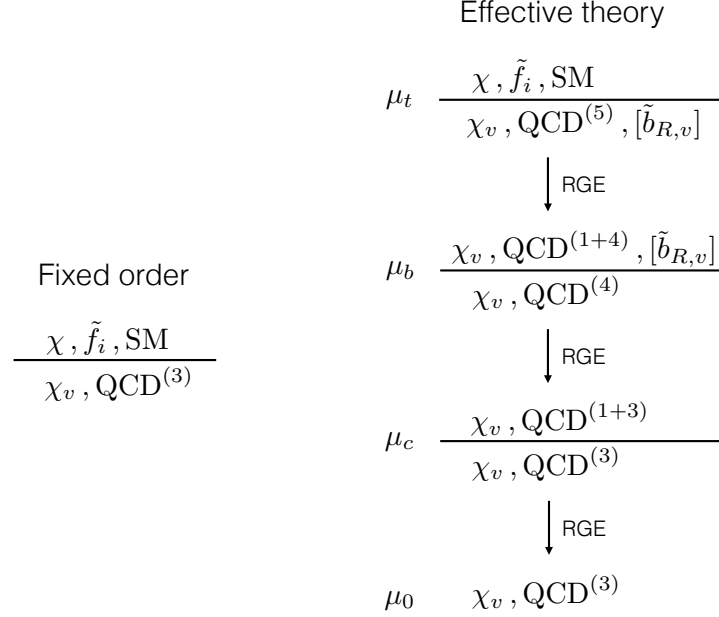 Effective theory
μ_t χ , f̃_i , SM
χ_v , QCD^(5) , [b̃_{R,v}]
RGE
μ_b χ_v , QCD^(1+4) , [b̃_{R,v}]
χ_v , QCD^(4)
RGE
μ_c χ_v , QCD^(1+3)
χ_v , QCD^(3)
RGE
μ_0 χ_v , QCD^(3)
Fixed order
χ , f̃_i , SM
χ_v , QCD^(3)